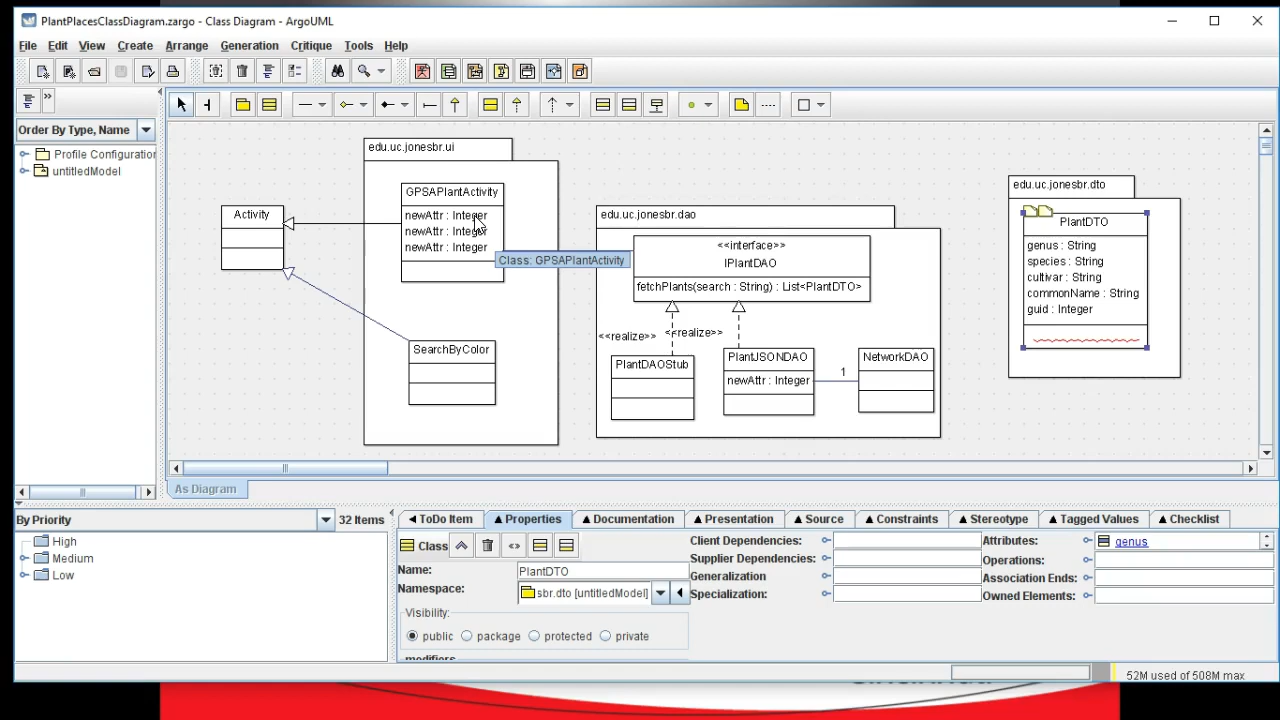 PlantPlacesClassDiagram.zargo - Class Diagram - ArgoUML
File Edit View Create Arrange Generation Critique Tools Help
Order By Type, Name
Profile Configuration
untitledModel
edu.uc.jonesbr.ui
GPSAPlantActivity
newAttr : Integer
newAttr : Integer
newAttr : Integer
Activity
SearchByColor
Class: GPSAPlantActivity
edu.uc.jonesbr.dao
<<interface>>
IPlantDAO
fetchPlants(search : String) : List<PlantDTO>
<<realize>> <<realize>>
PlantDAOStub
PlantJSONDAO
newAttr : Integer
1
NetworkDAO
edu.uc.jonesbr.dto
PlantDTO
genus : String
species : String
cultivar : String
commonName : String
guid : Integer
As Diagram
By Priority 32 Items
High
Medium
Low
ToDo Item Properties Documentation Presentation Source Constraints Stereotype Tagged Values Checklist
Class
Name: PlantDTO
Namespace: sbr.dto [untitledModel]
Visibility:
public package protected private
modifiers
Client Dependencies:
Supplier Dependencies:
Generalization
Specialization:
Attributes: genus
Operations:
Association Ends:
Owned Elements:
52M used of 508M max